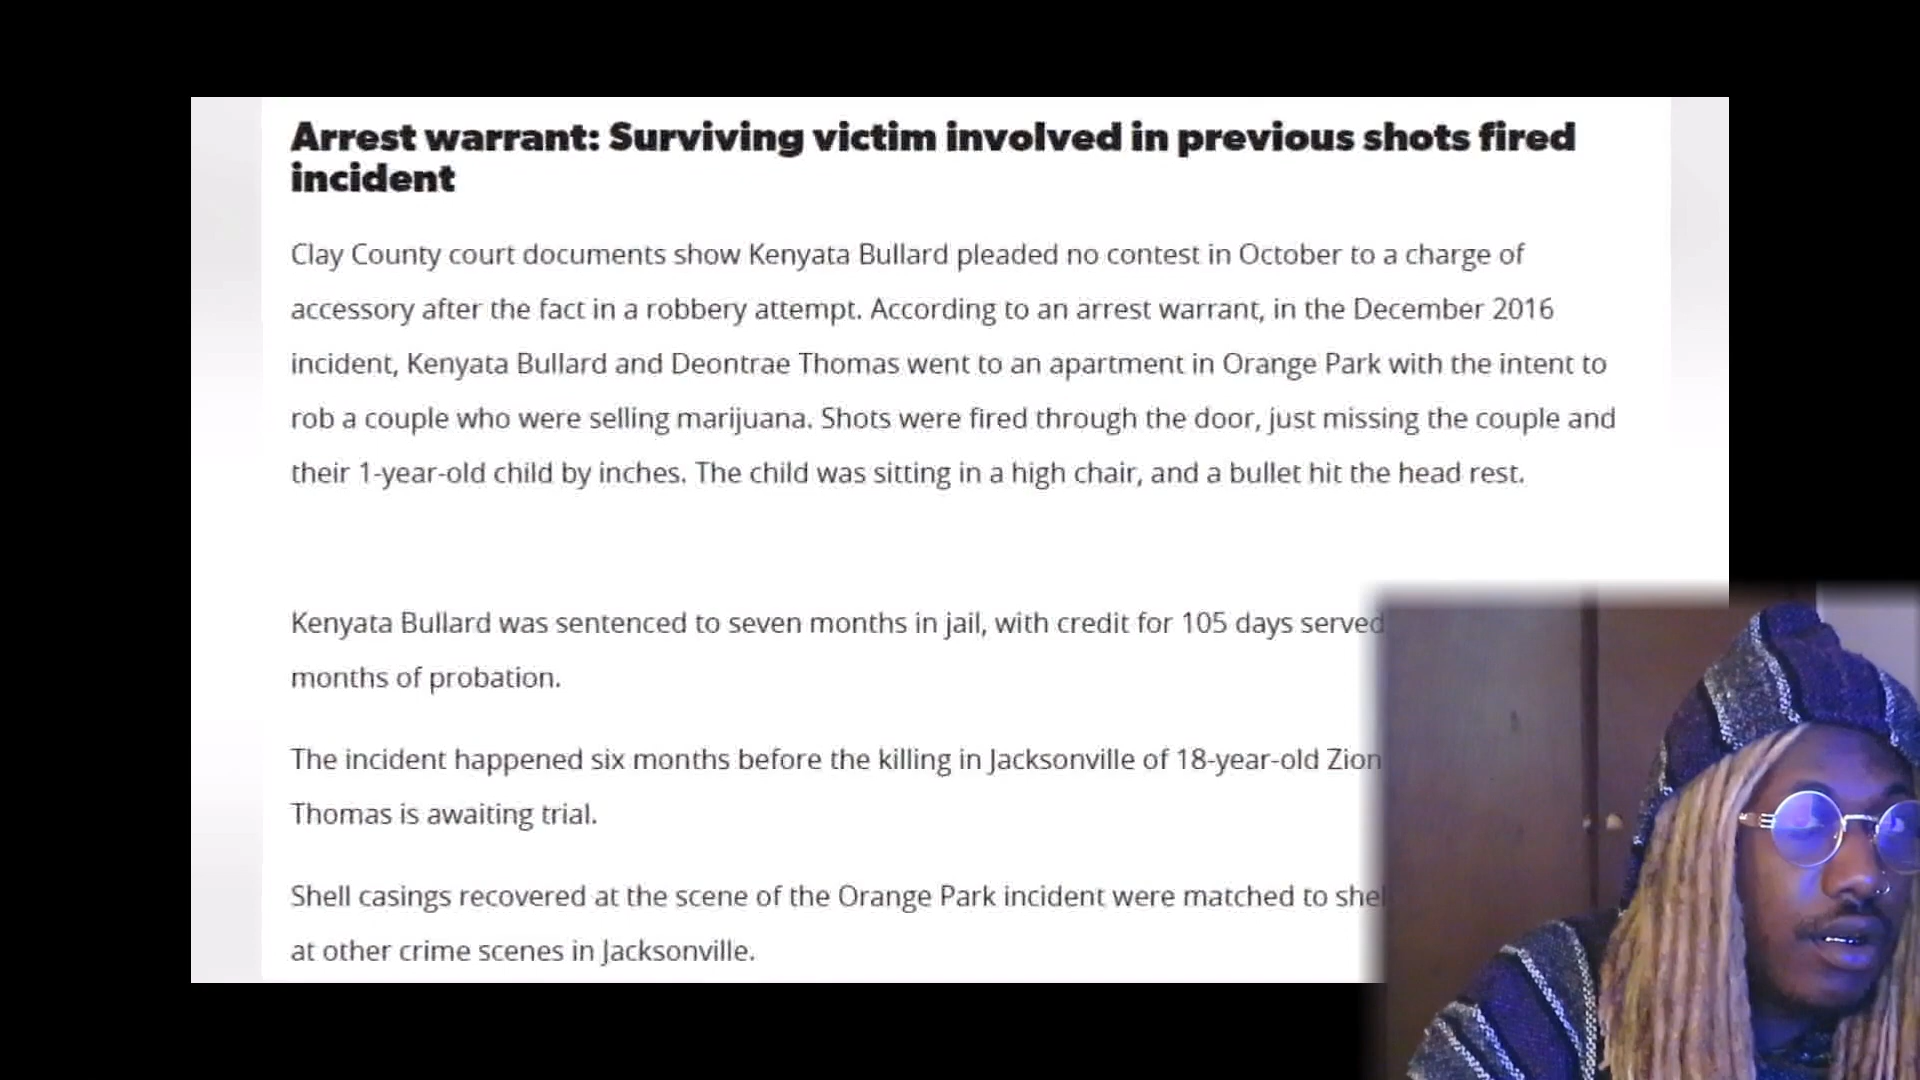 Arrest warrant: Surviving victim involved in previous shots fired
incident
Clay County court documents show Kenyata Bullard pleaded no contest in October to a charge of
accessory after the fact in a robbery attempt. According to an arrest warrant, in the December 2016
incident, Kenyata Bullard and Deontrae Thomas went to an apartment in Orange Park with the intent to
rob a couple who were selling marijuana. Shots were fired through the door, just missing the couple and
their 1-year-old child by inches. The child was sitting in a high chair, and a bullet hit the head rest.
Kenyata Bullard was sentenced to seven months in jail, with credit for 105 days served
months of probation.
The incident happened six months before the killing in Jacksonville of 18-year-old Zion
Thomas is awaiting trial.
Shell casings recovered at the scene of the Orange Park incident were matched to
at other crime scenes in Jacksonville.